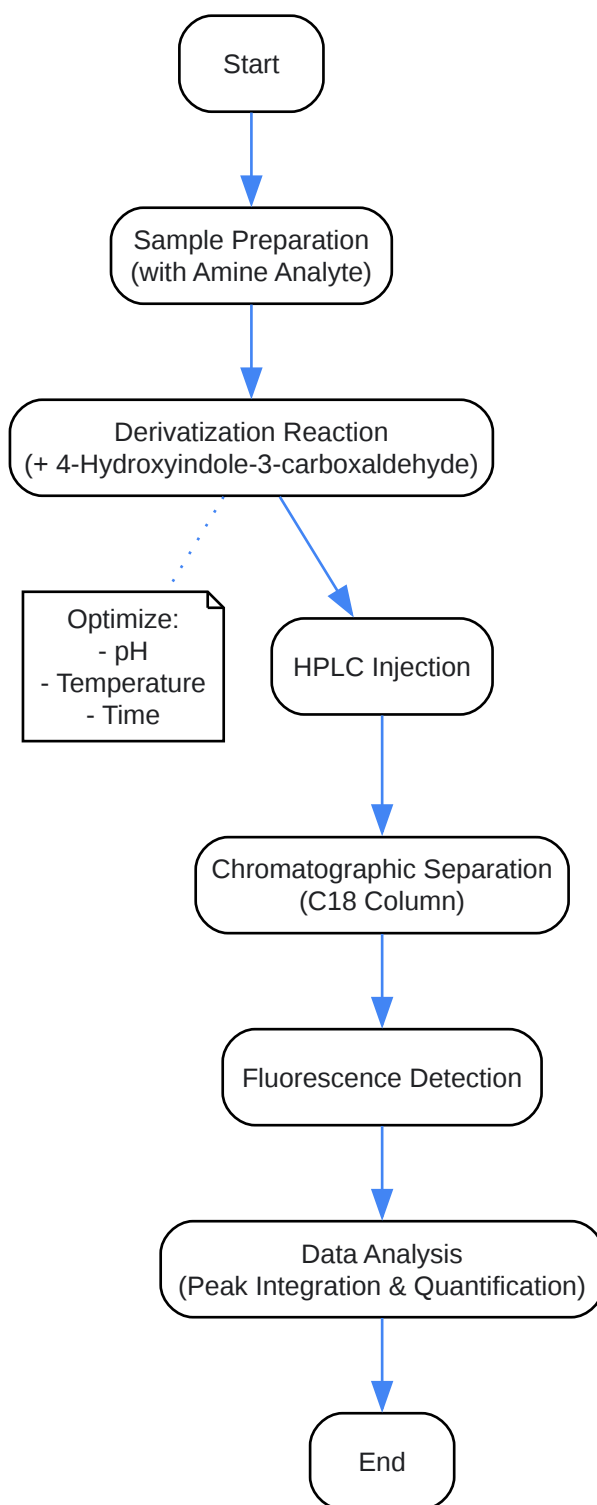 Start
Sample Preparation
(with Amine Analyte)
Derivatization Reaction
(+ 4-Hydroxyindole-3-carboxaldehyde)
Optimize:
- pH
- Temperature
- Time
HPLC Injection
Chromatographic Separation
(C18 Column)
Fluorescence Detection
Data Analysis
(Peak Integration & Quantification)
End